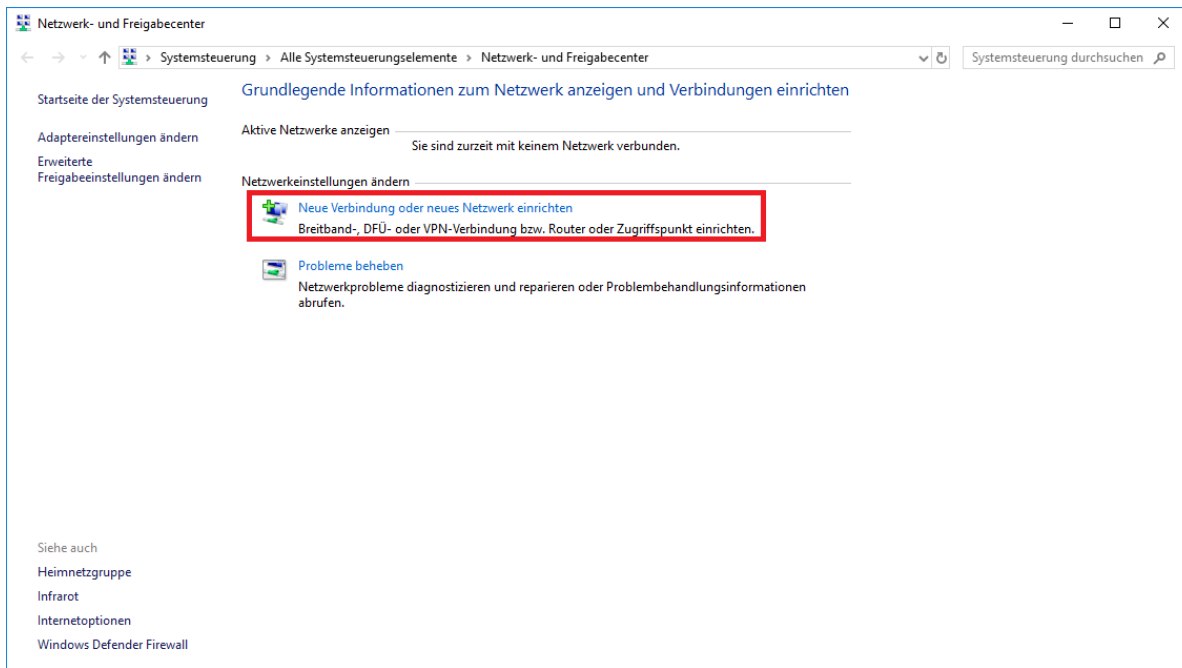 Netzwerk- und Freigabecenter
Systemsteuerung › Alle Systemsteuerungselemente › Netzwerk- und Freigabecenter
Systemsteuerung durchsuchen
Startseite der Systemsteuerung
Adaptereinstellungen ändern
Erweiterte
Freigabeeinstellungen ändern
Grundlegende Informationen zum Netzwerk anzeigen und Verbindungen einrichten
Aktive Netzwerke anzeigen
Sie sind zurzeit mit keinem Netzwerk verbunden.
Netzwerkeinstellungen ändern
Neue Verbindung oder neues Netzwerk einrichten
Breitband-, DFÜ- oder VPN-Verbindung bzw. Router oder Zugriffspunkt einrichten.
Probleme beheben
Netzwerkprobleme diagnostizieren und reparieren oder Problembehandlungsinformationen
abrufen.
Siehe auch
Heimnetzgruppe
Infrarot
Internetoptionen
Windows Defender Firewall